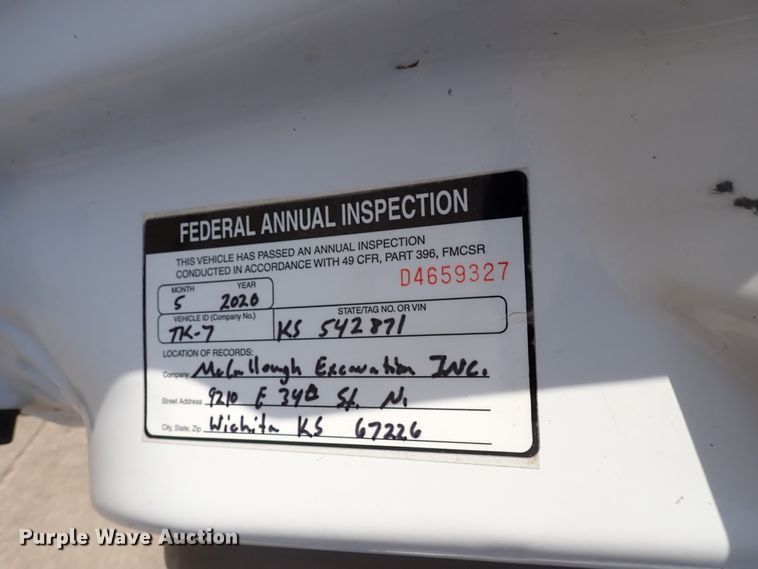 FEDERAL ANNUAL INSPECTION
THIS VEHICLE HAS PASSED AN ANNUAL INSPECTION
CONDUCTED IN ACCORDANCE WITH 49 CFR, PART 396, FMCSR
D4659327
MONTH YEAR
5 2020
VEHICLE ID (Company No.) STATE/TAG NO. OR VIN
TK-7 KS 542871
LOCATION OF RECORDS:
Company McCullough Excavation INC.
Street Address 9210 E 34th St. N.
City, State, Zip Wichita KS 67226
Purple Wave Auction